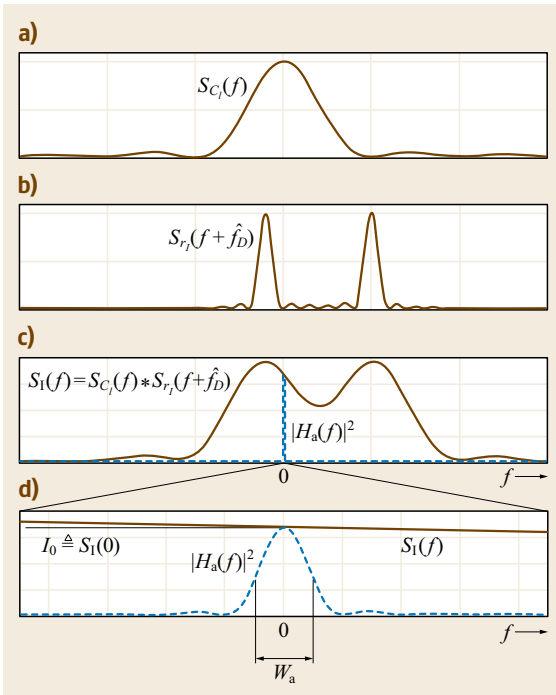 a)
S_{C_I}(f)
b)
S_{r_I}(f + \hat{f}_D)
c)
S_I(f) = S_{C_I}(f) * S_{r_I}(f + \hat{f}_D)
|H_a(f)|^2
0 f
d)
I_0 ≜ S_I(0)
S_I(f)
|H_a(f)|^2
0 f
W_a